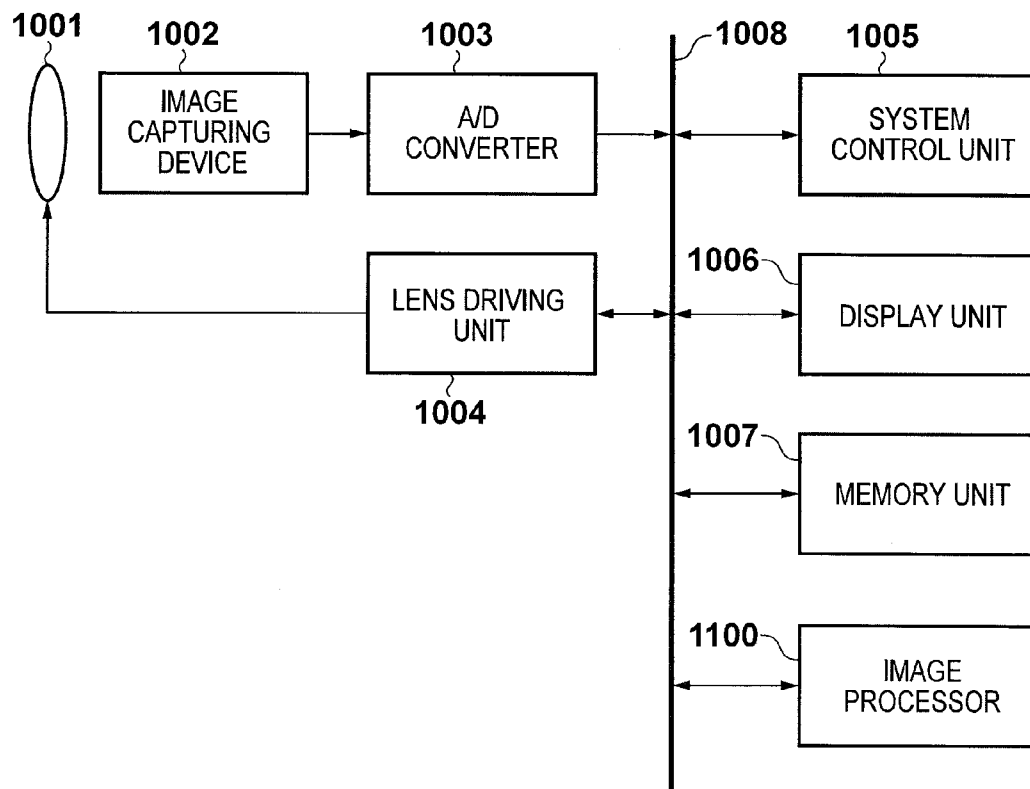 1001
1002
1003
1008
1005
IMAGE
CAPTURING
DEVICE
A/D
CONVERTER
SYSTEM
CONTROL UNIT
1006
LENS DRIVING
UNIT
DISPLAY UNIT
1004
1007
MEMORY UNIT
1100
IMAGE
PROCESSOR